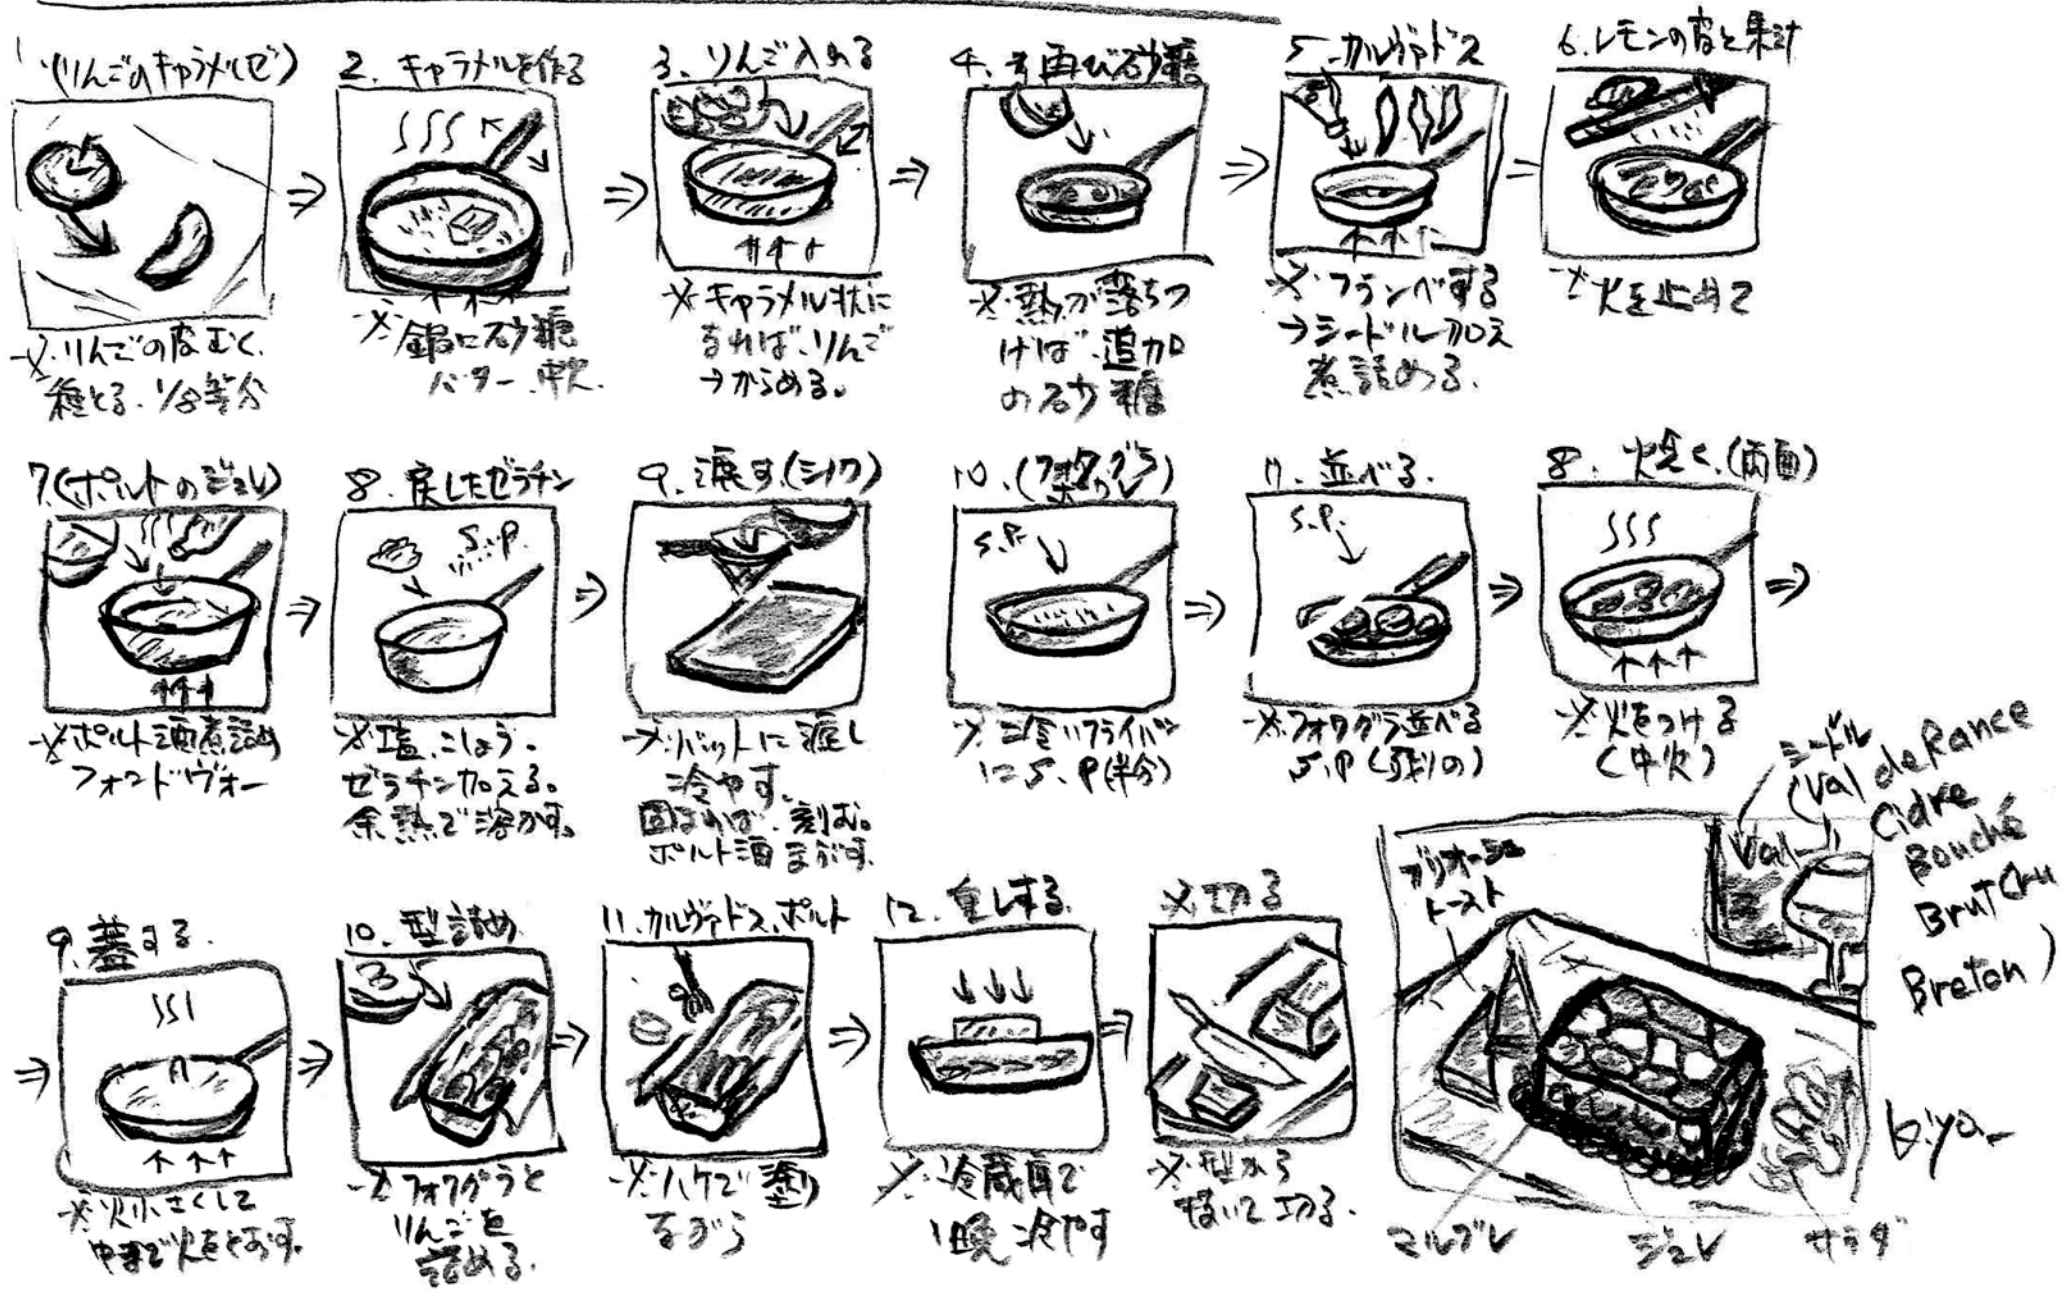 1.(りんごのキャラメリゼ)
※りんごの皮むく.
種とる. 1/8等分
2. キャラメルを作る
※鍋に砂糖
バター.中火.
3. りんご入れる
※キャラメル状に
なれば、りんご
→からめる。
4. 再び砂糖
※熱が落ちつ
けば、追加
の砂糖
5. カルヴァドス
※フランベする
→シードル加え
煮詰める.
6. レモンの皮と果汁
※火を止めて
7.(ポルトのジュレ)
※ポルト酒煮詰め
フォンドヴォー
8. 戻したゼラチン
S.P.
※塩、こしょう。
ゼラチン加える。
余熱で溶かす。
9. 漉す.(シノワ)
※バットに流し
冷やす。
固まれば、刻む。
ポルト酒まぶす.
10.
S.P.
※冷いフライパン
にS.P(半分)
11. 並べる.
S.P.
※フォワグラ並べる
S.P(残りの)
8. 焼く.(両面)
※火をつける
(中火)
9. 蓋する.
※火小さくして
中まで火をとおす.
10. 型詰め
※フォワグラと
りんごを
詰める.
11. カルヴァドス.ポルト
※ハケで塗り
ながら
12. 重しする.
※冷蔵庫で
1晩冷やす
※切る
※型から
抜いて切る.
シードル
(Val deRance
Cidre
Bouché
Brut Cru
Breton)
Val
ブリオーシュ
トースト
マルブレ
ジュレ
サラダ
biya